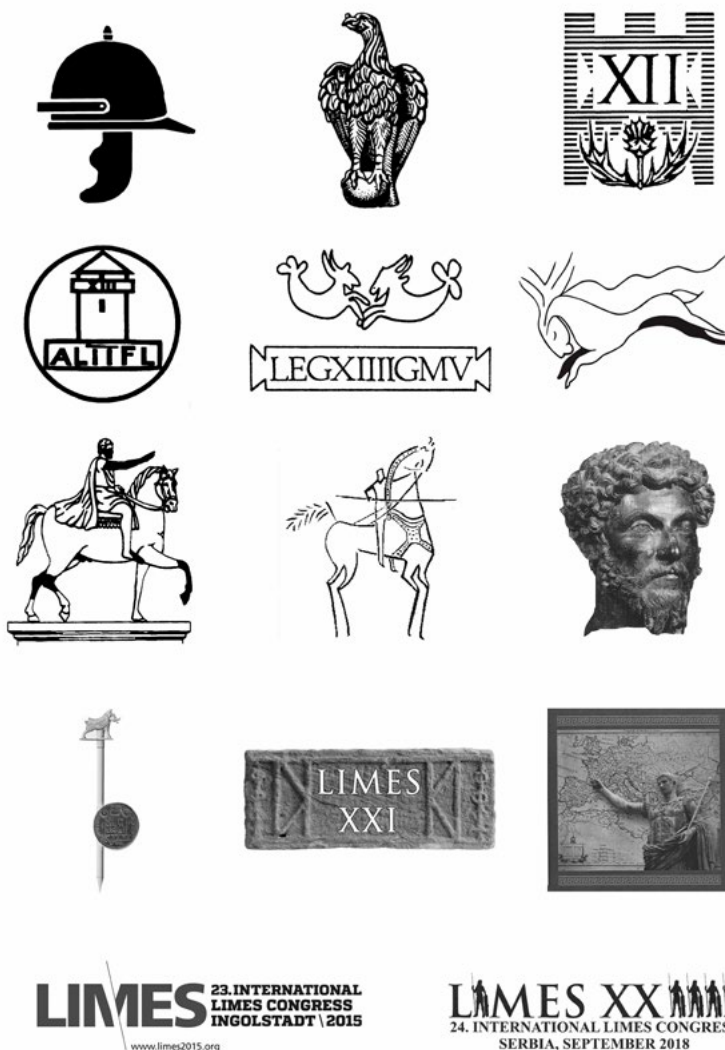 XII
XIII
ALIIFL
LEGXIIIIGMV
LIMES
XXI
LIMES
23.INTERNATIONAL
LIMES CONGRESS
INGOLSTADT \ 2015
www.limes2015.org
LIMES XX
24. INTERNATIONAL LIMES CONGRES
SERBIA, SEPTEMBER 2018